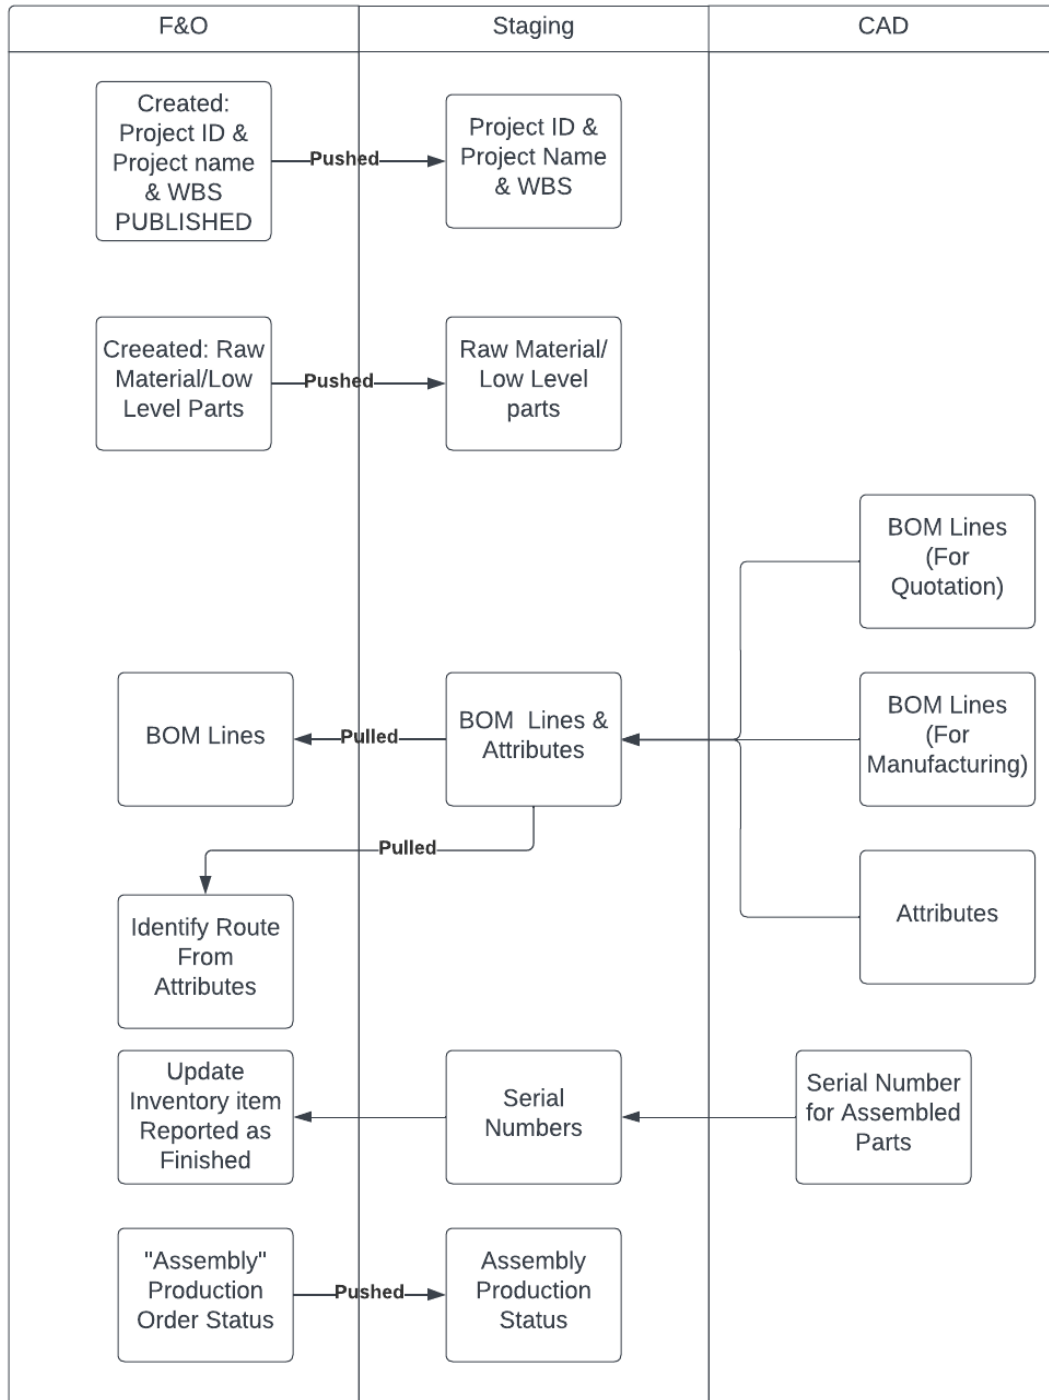 F&O
Staging
CAD
Created:
Project ID &
Project name
& WBS
PUBLISHED
Pushed
Project ID &
Project Name
& WBS
Creeated: Raw
Material/Low
Level Parts
Pushed
Raw Material/
Low Level
parts
BOM Lines
(For
Quotation)
BOM Lines
Pulled
BOM  Lines &
Attributes
BOM Lines
(For
Manufacturing)
Pulled
Identify Route
From
Attributes
Attributes
Update
Inventory item
Reported as
Finished
Serial
Numbers
Serial Number
for Assembled
Parts
"Assembly"
Production
Order Status
Pushed
Assembly
Production
Status